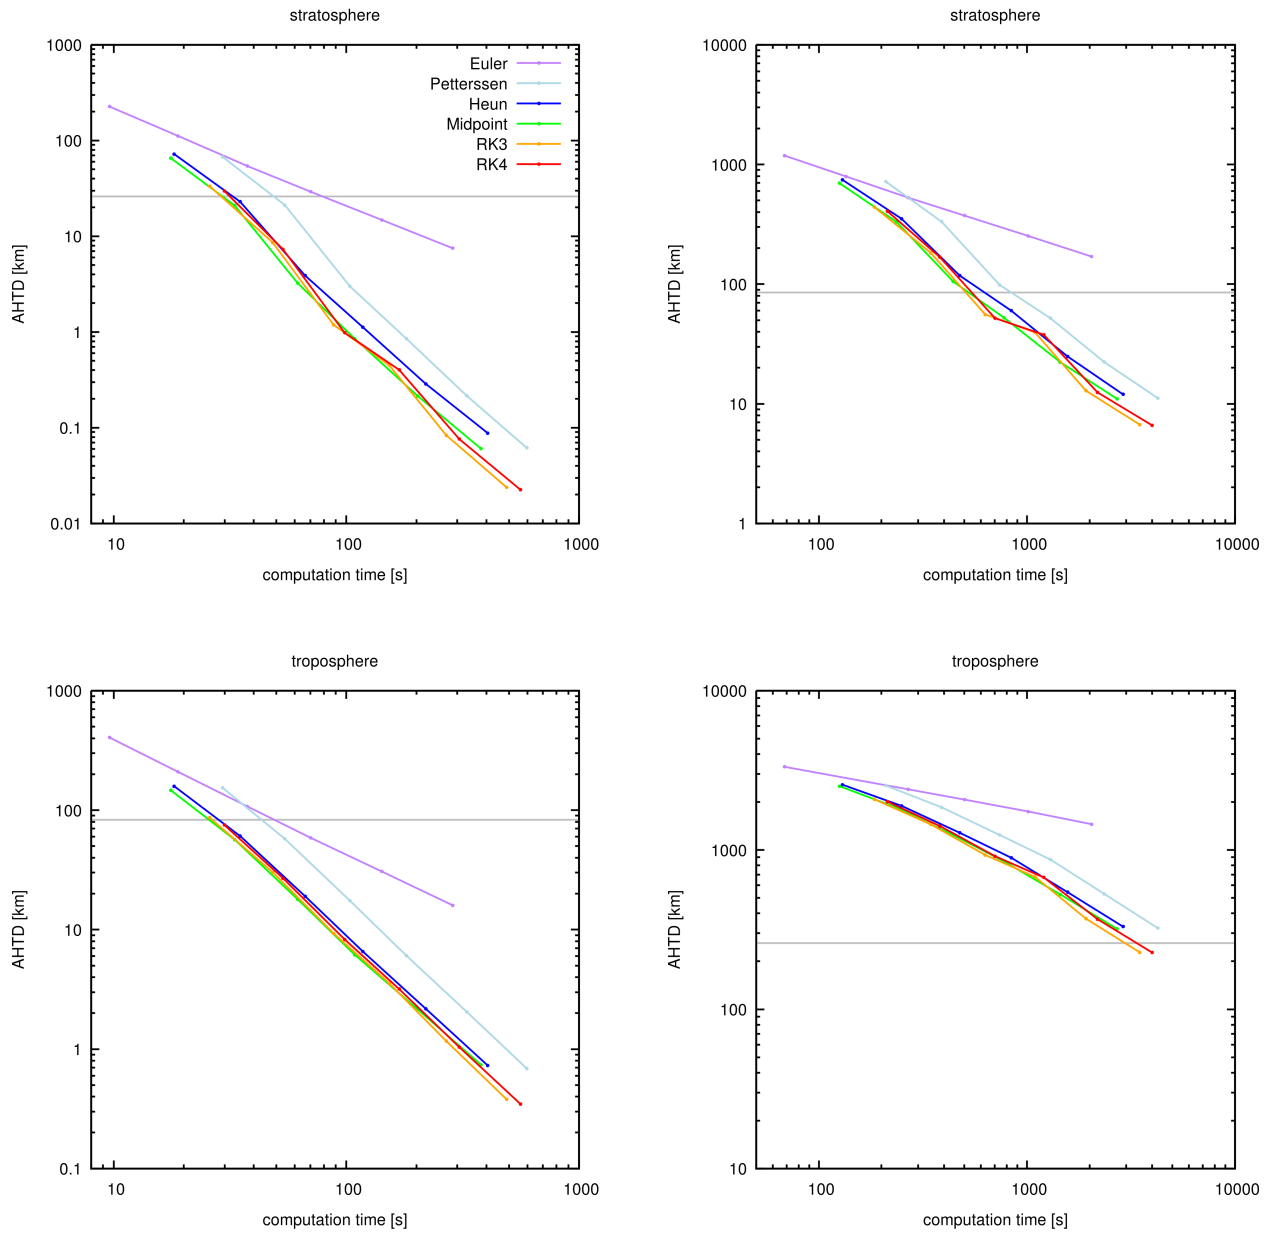 stratosphere
1000
100
10
1
0.1
0.01
AHTD [km]
Euler
Petterssen
Heun
Midpoint
RK3
RK4
10 100 1000
computation time [s]
stratosphere
10000
1000
100
10
1
AHTD [km]
100 1000 10000
computation time [s]
troposphere
1000
100
10
1
0.1
AHTD [km]
10 100 1000
computation time [s]
troposphere
10000
1000
100
10
AHTD [km]
100 1000 10000
computation time [s]